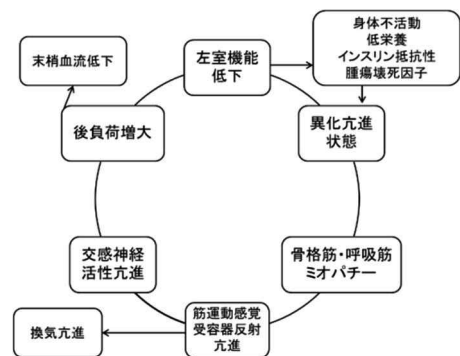 身体不活動
低栄養
インスリン抵抗性
腫瘍壊死因子
末梢血流低下
左室機能
低下
後負荷増大
異化亢進
状態
交感神経
活性亢進
骨格筋・呼吸筋
ミオパチー
換気亢進
筋運動感覚
受容器反射
亢進